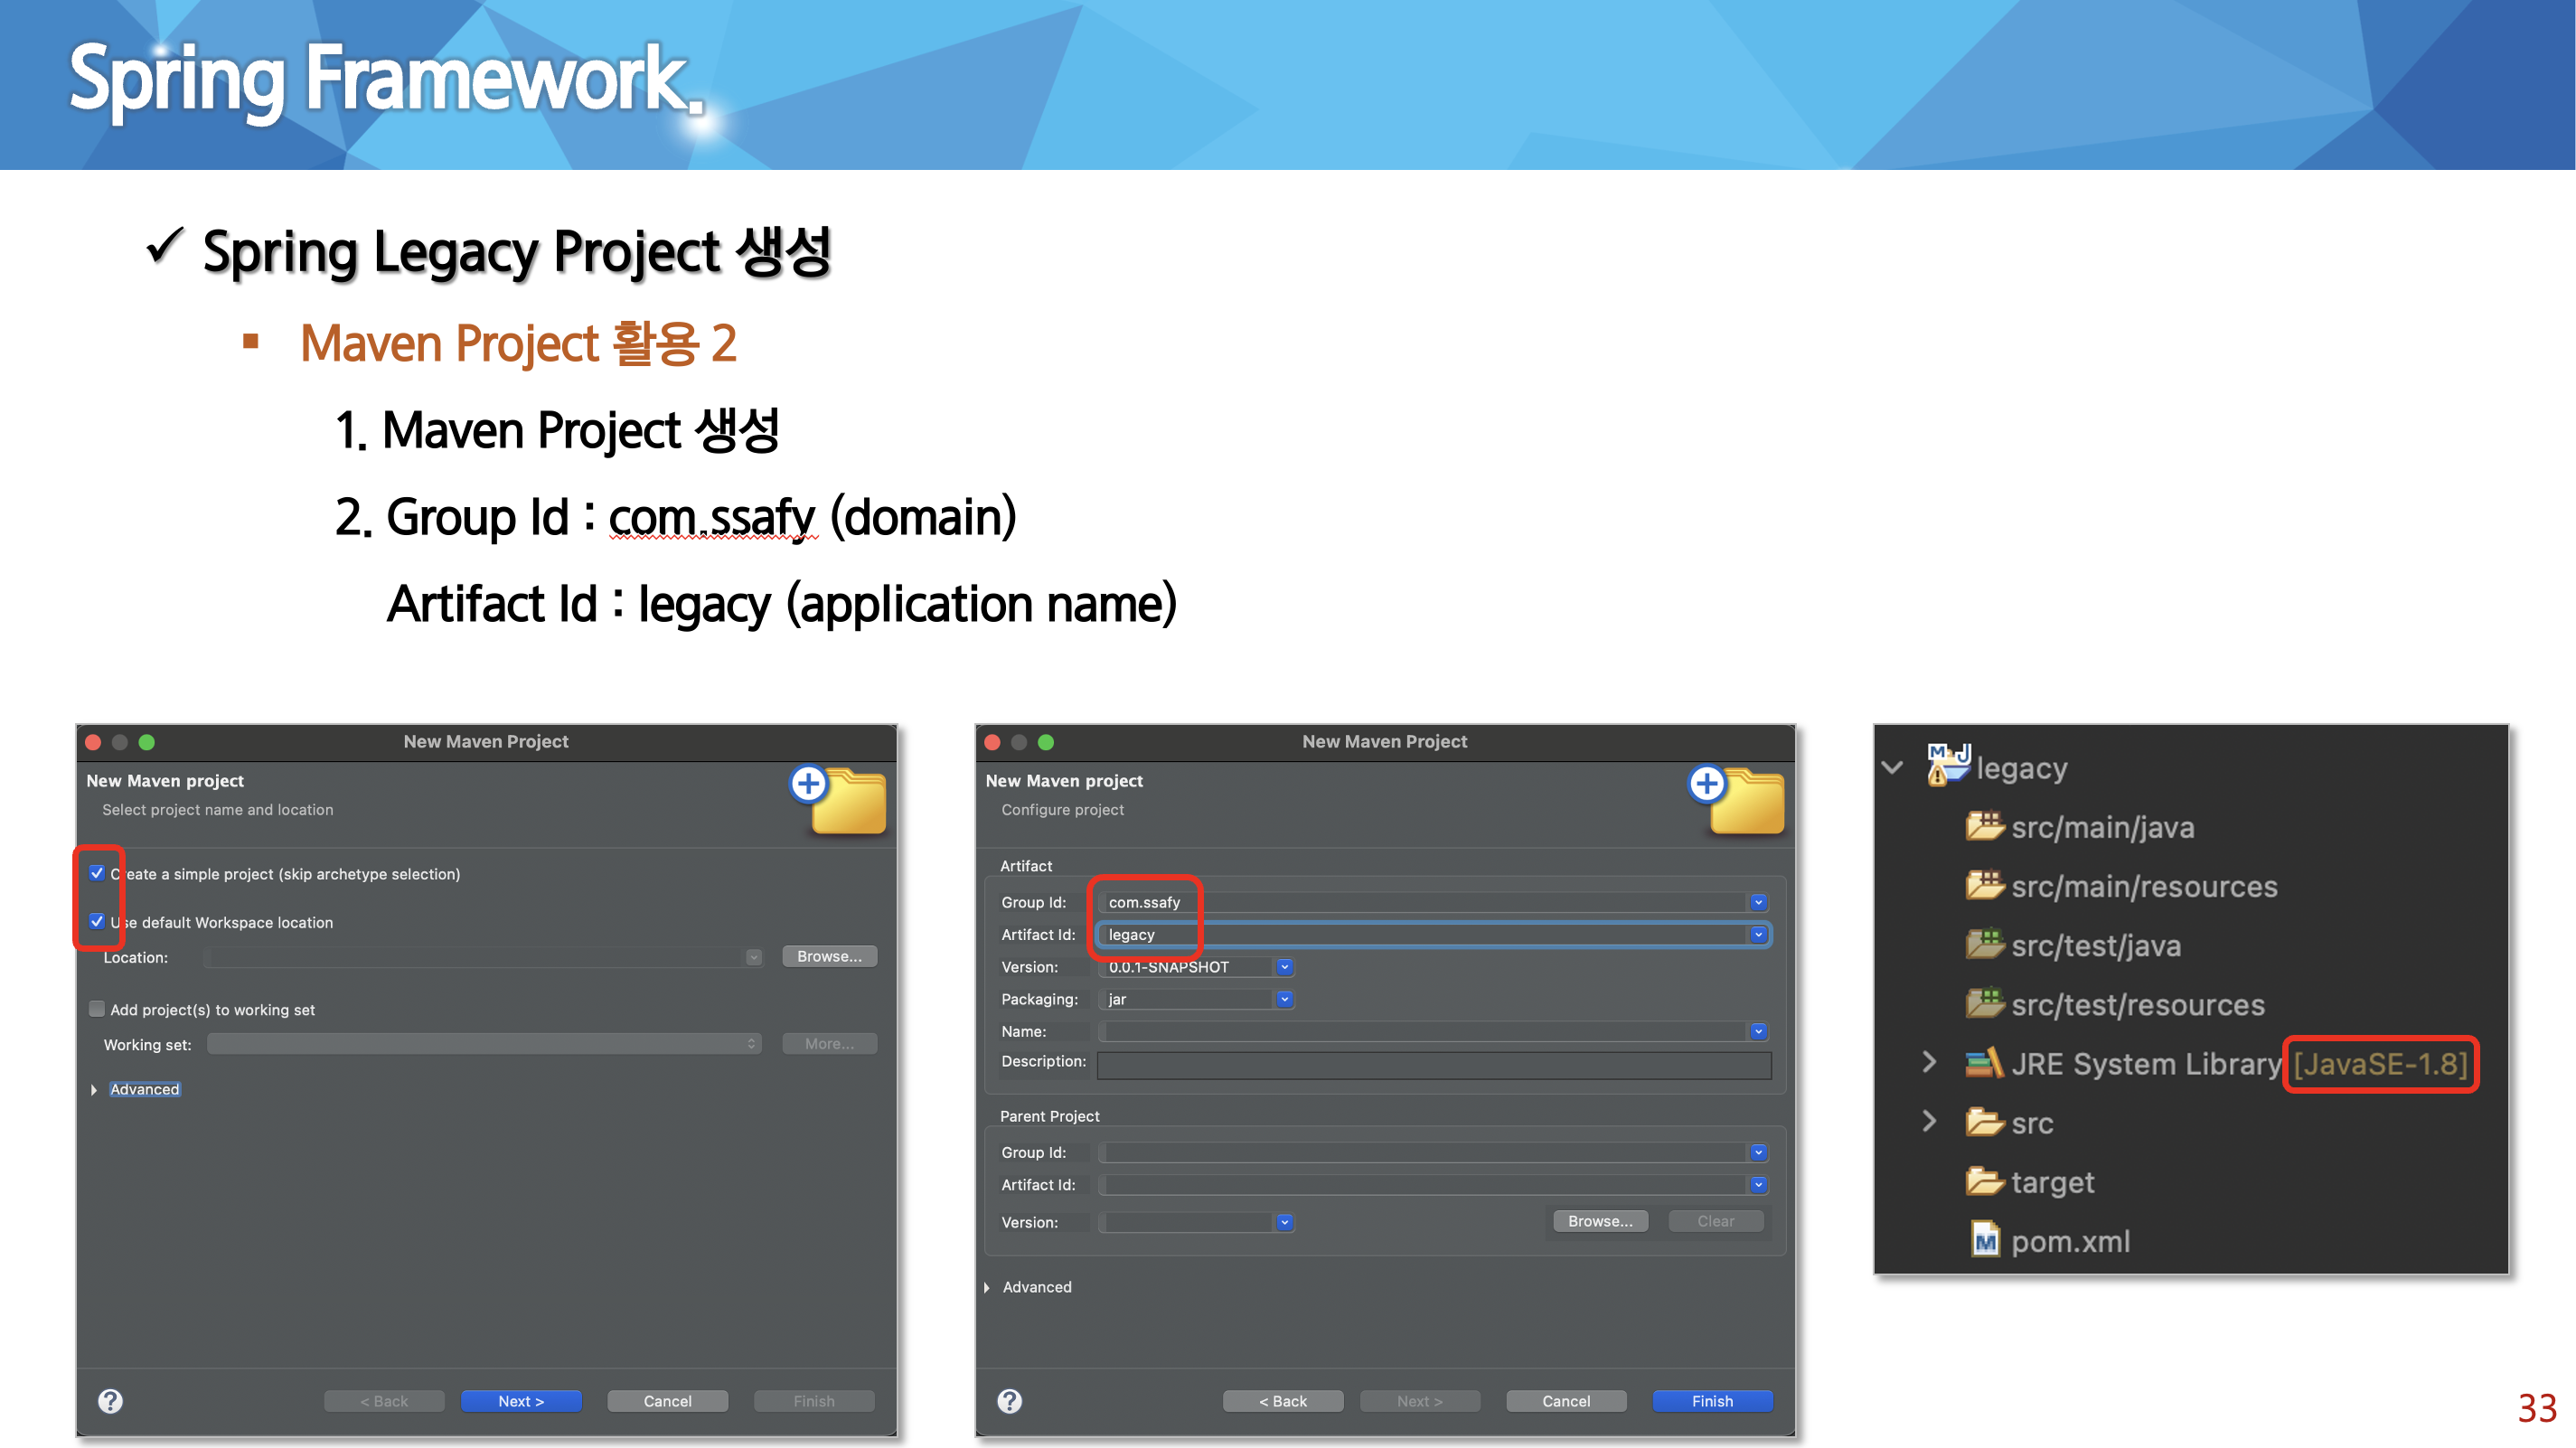 Spring Framework.
✓ Spring Legacy Project 생성
▪ Maven Project 활용 2
1. Maven Project 생성
2. Group Id : com.ssafy (domain)
Artifact Id : legacy (application name)
New Maven Project
New Maven project
Select project name and location
Create a simple project (skip archetype selection)
Use default Workspace location
Location:
Browse...
Add project(s) to working set
Working set:
More...
Advanced
?
< Back
Next >
Cancel
Finish
New Maven Project
New Maven project
Configure project
Artifact
Group Id: com.ssafy
Artifact Id: legacy
Version: 0.0.1-SNAPSHOT
Packaging: jar
Name:
Description:
Parent Project
Group Id:
Artifact Id:
Version:
Browse...
Clear
Advanced
?
< Back
Next >
Cancel
Finish
legacy
src/main/java
src/main/resources
src/test/java
src/test/resources
JRE System Library [JavaSE-1.8]
src
target
pom.xml
33